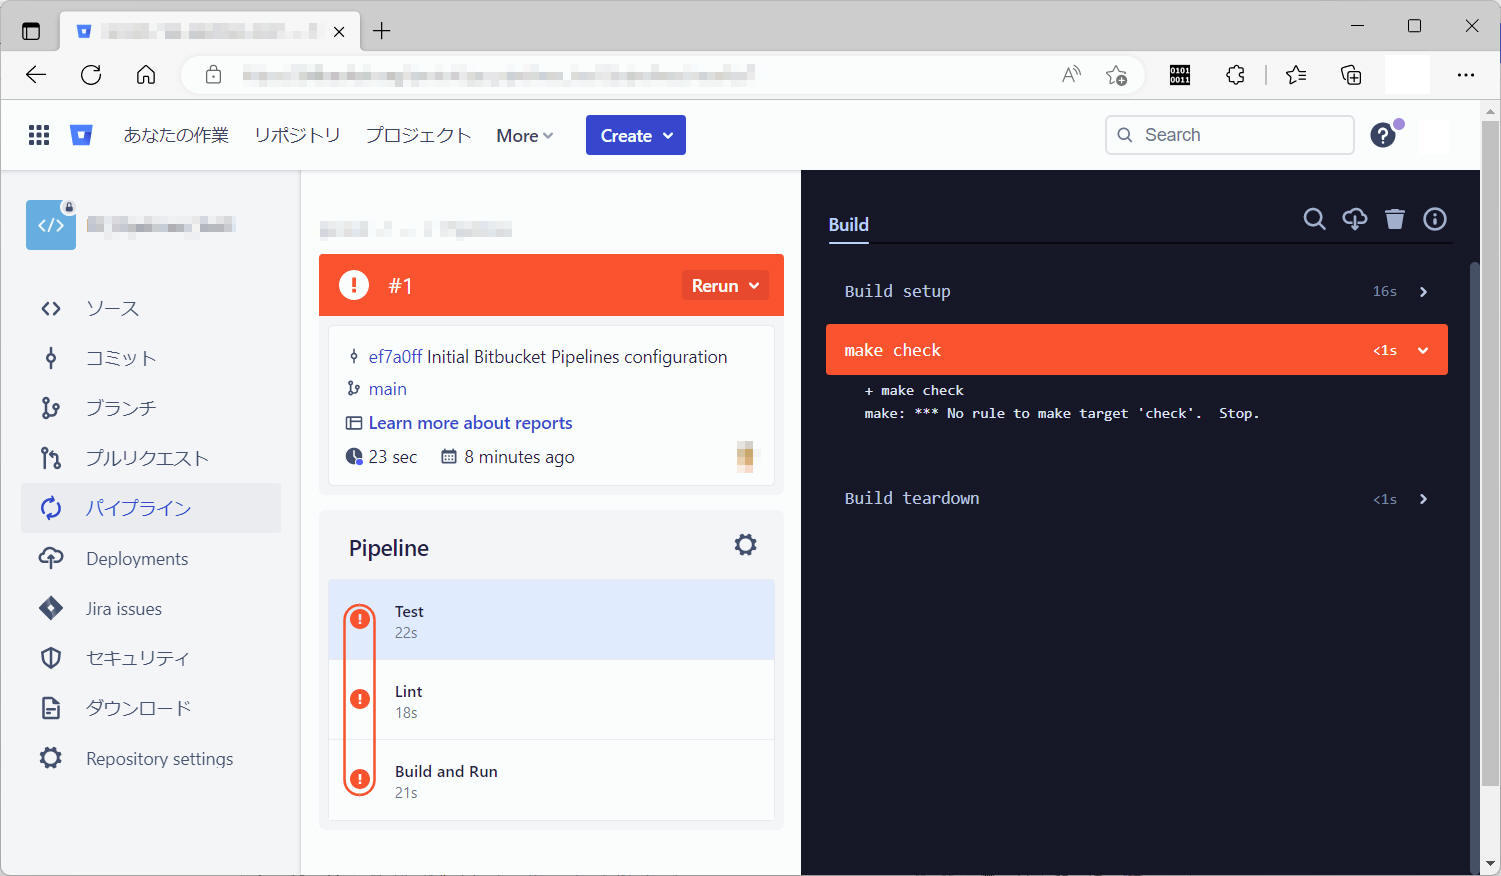 あなたの作業 リポジトリ プロジェクト More Create Search
ソース
コミット
ブランチ
プルリクエスト
パイプライン
Deployments
Jira issues
セキュリティ
ダウンロード
Repository settings
#1 Rerun
ef7a0ff Initial Bitbucket Pipelines configuration
main
Learn more about reports
23 sec 8 minutes ago
Pipeline
Test
22s
Lint
18s
Build and Run
21s
Build
Build setup 16s
make check <1s
+ make check
make: *** No rule to make target 'check'.  Stop.
Build teardown <1s